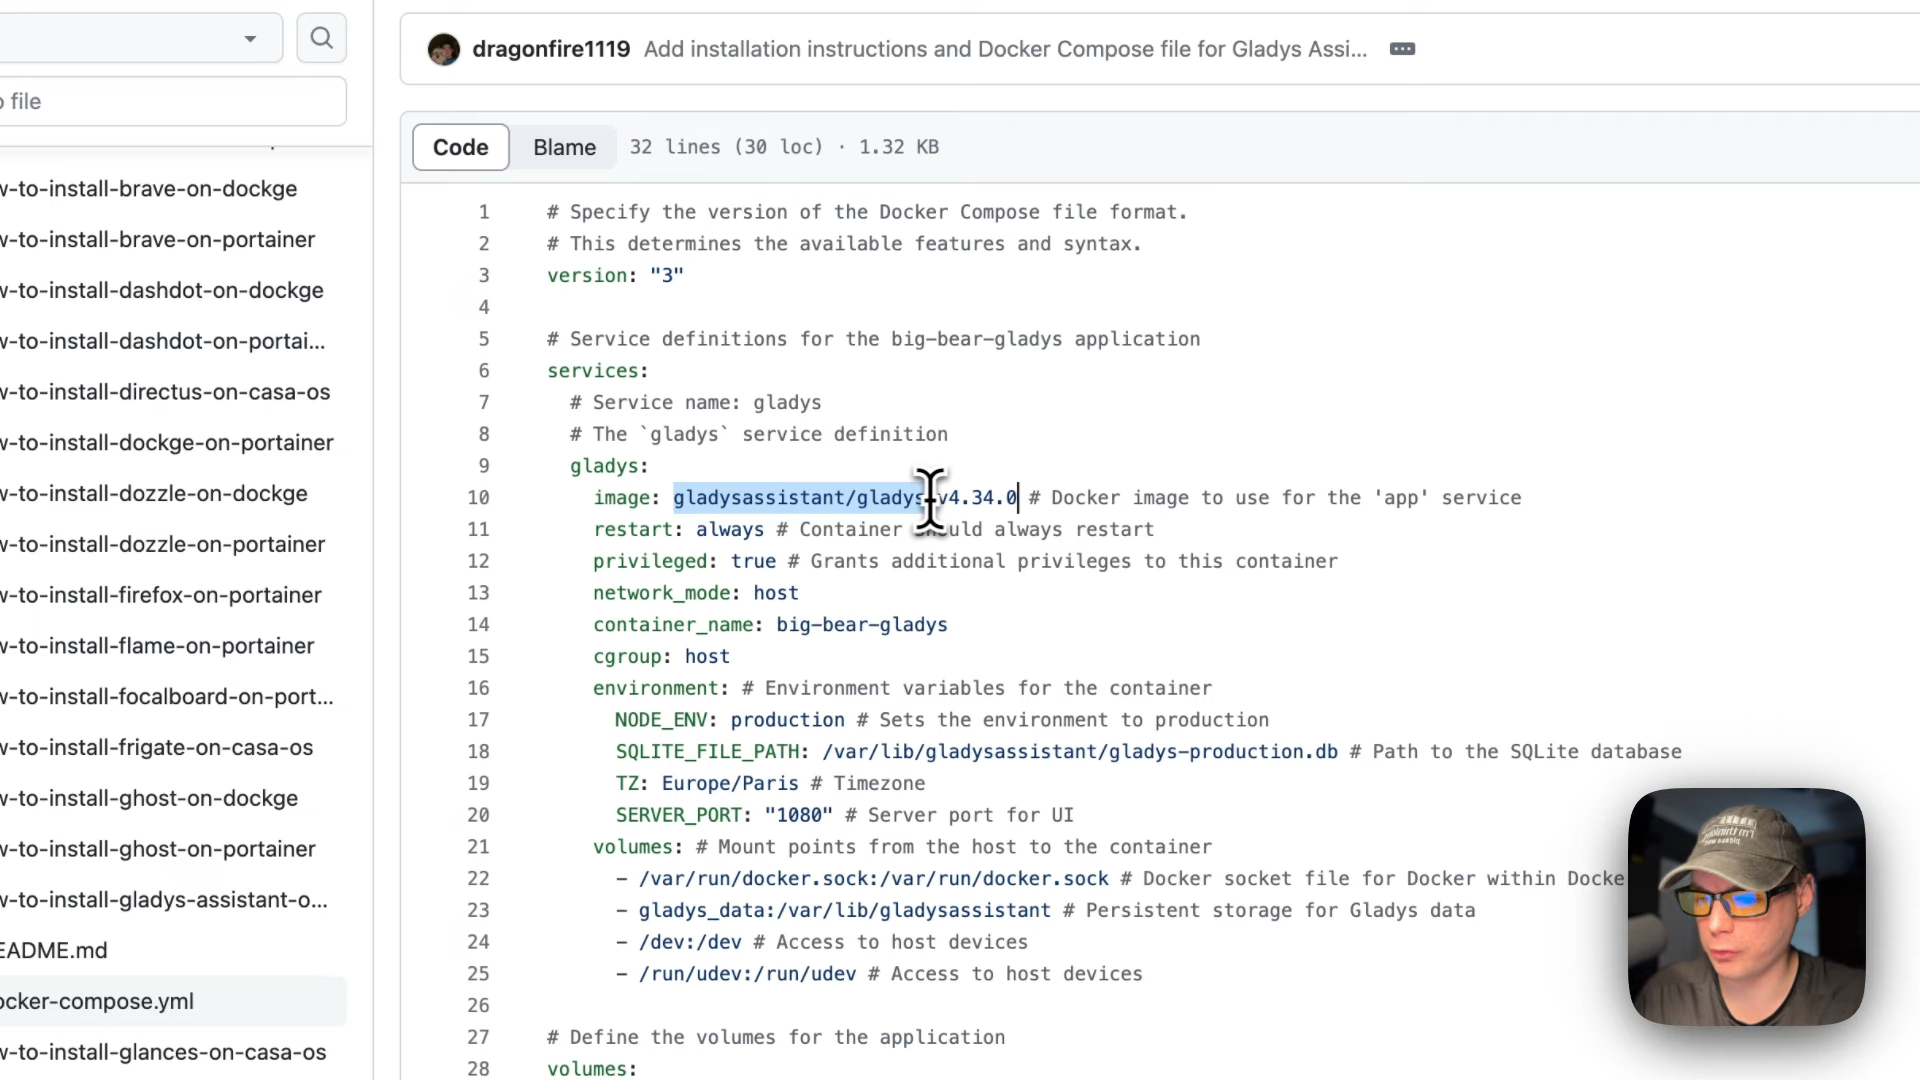 dragonfire1119 Add installation instructions and Docker Compose file for Gladys Assi...
o file
Code Blame 32 lines (30 loc) · 1.32 KB
w-to-install-brave-on-dockge
w-to-install-brave-on-portainer
w-to-install-dashdot-on-dockge
w-to-install-dashdot-on-portai...
w-to-install-directus-on-casa-os
w-to-install-dockge-on-portainer
w-to-install-dozzle-on-dockge
w-to-install-dozzle-on-portainer
w-to-install-firefox-on-portainer
w-to-install-flame-on-portainer
w-to-install-focalboard-on-port...
w-to-install-frigate-on-casa-os
w-to-install-ghost-on-dockge
w-to-install-ghost-on-portainer
w-to-install-gladys-assistant-o...
EADME.md
ocker-compose.yml
w-to-install-glances-on-casa-os
1 # Specify the version of the Docker Compose file format.
2 # This determines the available features and syntax.
3 version: "3"
4
5 # Service definitions for the big-bear-gladys application
6 services:
7 # Service name: gladys
8 # The `gladys` service definition
9 gladys:
10 image: gladysassistant/gladys v4.34.0 # Docker image to use for the 'app' service
11 restart: always # Container should always restart
12 privileged: true # Grants additional privileges to this container
13 network_mode: host
14 container_name: big-bear-gladys
15 cgroup: host
16 environment: # Environment variables for the container
17 NODE_ENV: production # Sets the environment to production
18 SQLITE_FILE_PATH: /var/lib/gladysassistant/gladys-production.db # Path to the SQLite database
19 TZ: Europe/Paris # Timezone
20 SERVER_PORT: "1080" # Server port for UI
21 volumes: # Mount points from the host to the container
22 - /var/run/docker.sock:/var/run/docker.sock # Docker socket file for Docker within Docke
23 - gladys_data:/var/lib/gladysassistant # Persistent storage for Gladys data
24 - /dev:/dev # Access to host devices
25 - /run/udev:/run/udev # Access to host devices
26
27 # Define the volumes for the application
28 volumes: